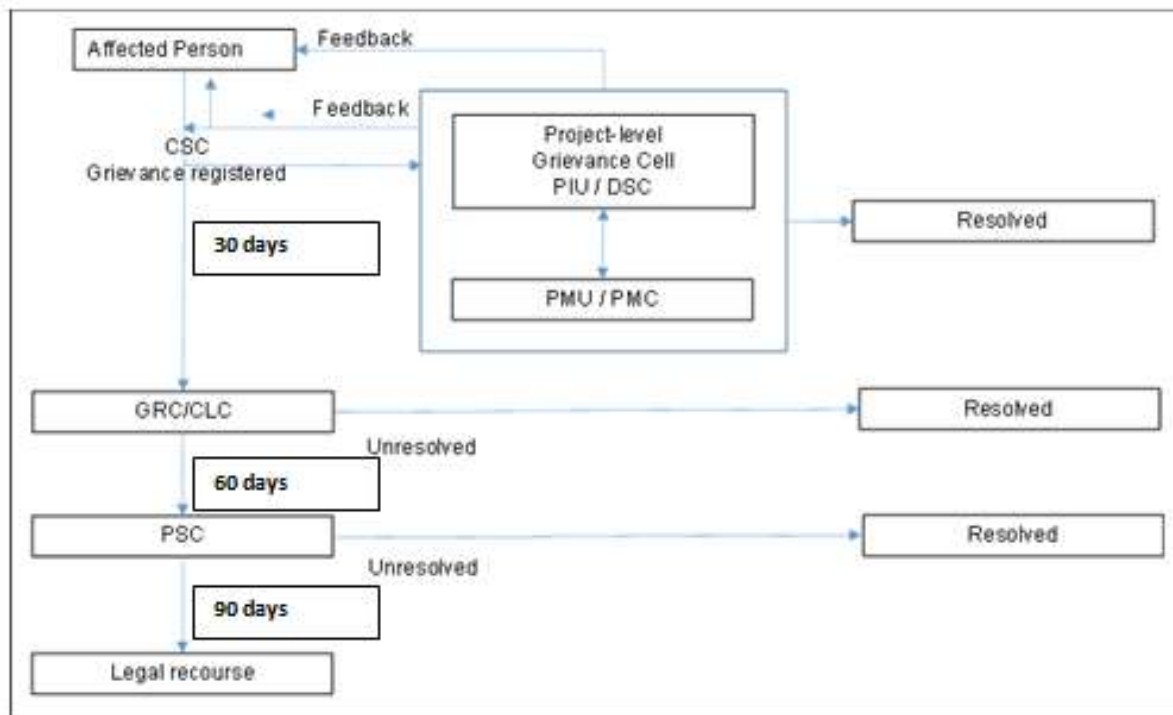 Affected Person
Feedback
Feedback
CSC
Grievance registered
Project-level
Grievance Cell
PIU / DSC
30 days
Resolved
PMU / PMC
GRC/CLC
Resolved
Unresolved
60 days
PSC
Resolved
Unresolved
90 days
Legal recourse